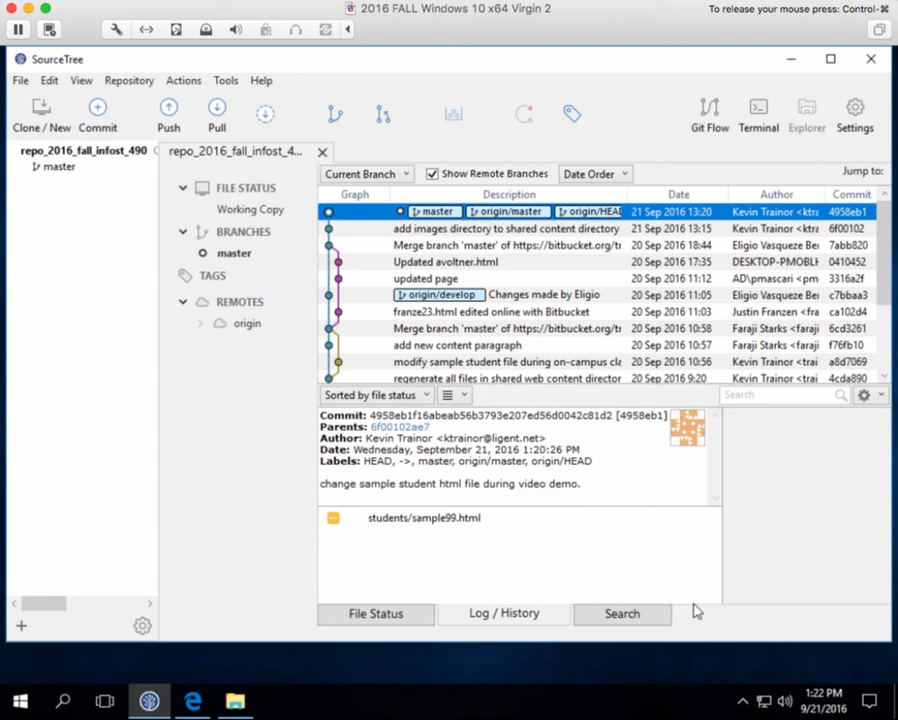 2016 FALL Windows 10 x64 Virgin 2
To release your mouse press: Control-⌘
SourceTree
File Edit View Repository Actions Tools Help
Clone / New Commit Push Pull Git Flow Terminal Explorer Settings
repo_2016_fall_infost_490
master
repo_2016_fall_infost_4...
FILE STATUS
Working Copy
BRANCHES
master
TAGS
REMOTES
origin
Current Branch Show Remote Branches Date Order Jump to:
Graph Description Date Author Commit
master origin/master origin/HEAD 21 Sep 2016 13:20 Kevin Trainor <ktra 4958eb1
add images directory to shared content directory 21 Sep 2016 13:15 Kevin Trainor <ktra 6f00102
Merge branch 'master' of https://bitbucket.org/tr 20 Sep 2016 18:44 Eligio Vasqueze Be 7abb820
Updated avoltner.html 20 Sep 2016 17:35 DESKTOP-PMOBLH 0410452
updated page 20 Sep 2016 11:12 AD\pmascari <pm 3316a2f
origin/develop Changes made by Eligio 20 Sep 2016 11:05 Eligio Vasqueze Be c7bbaa3
franze23.html edited online with Bitbucket 20 Sep 2016 11:03 Justin Franzen <fra ca102d4
Merge branch 'master' of https://bitbucket.org/tr 20 Sep 2016 10:58 Faraji Starks <faraji 6cd3261
add new content paragraph 20 Sep 2016 10:57 Faraji Starks <faraji f76fb10
modify sample student file during on-campus cla 20 Sep 2016 10:56 Kevin Trainor <ktrai a8d7069
regenerate all files in shared web content director 20 Sep 2016 9:20 Kevin Trainor <ktrai 4cda890
Sorted by file status Search
Commit: 4958eb1f16abeab56b3793e207ed56d0042c81d2 [4958eb1]
Parents: 6f00102ae7
Author: Kevin Trainor <ktrainor@ligent.net>
Date: Wednesday, September 21, 2016 1:20:26 PM
Labels: HEAD, ->, master, origin/master, origin/HEAD
change sample student html file during video demo.
students/sample99.html
File Status Log / History Search
1:22 PM
9/21/2016